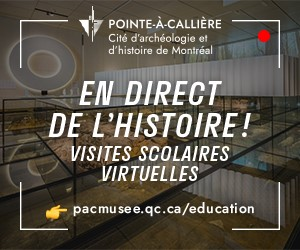 POINTE-À-CALLIÈRE
Cité d'archéologie et
d'histoire de Montréal
EN DIRECT
DE L'HISTOIRE!
VISITES SCOLAIRES
VIRTUELLES
pacmusee.qc.ca/education